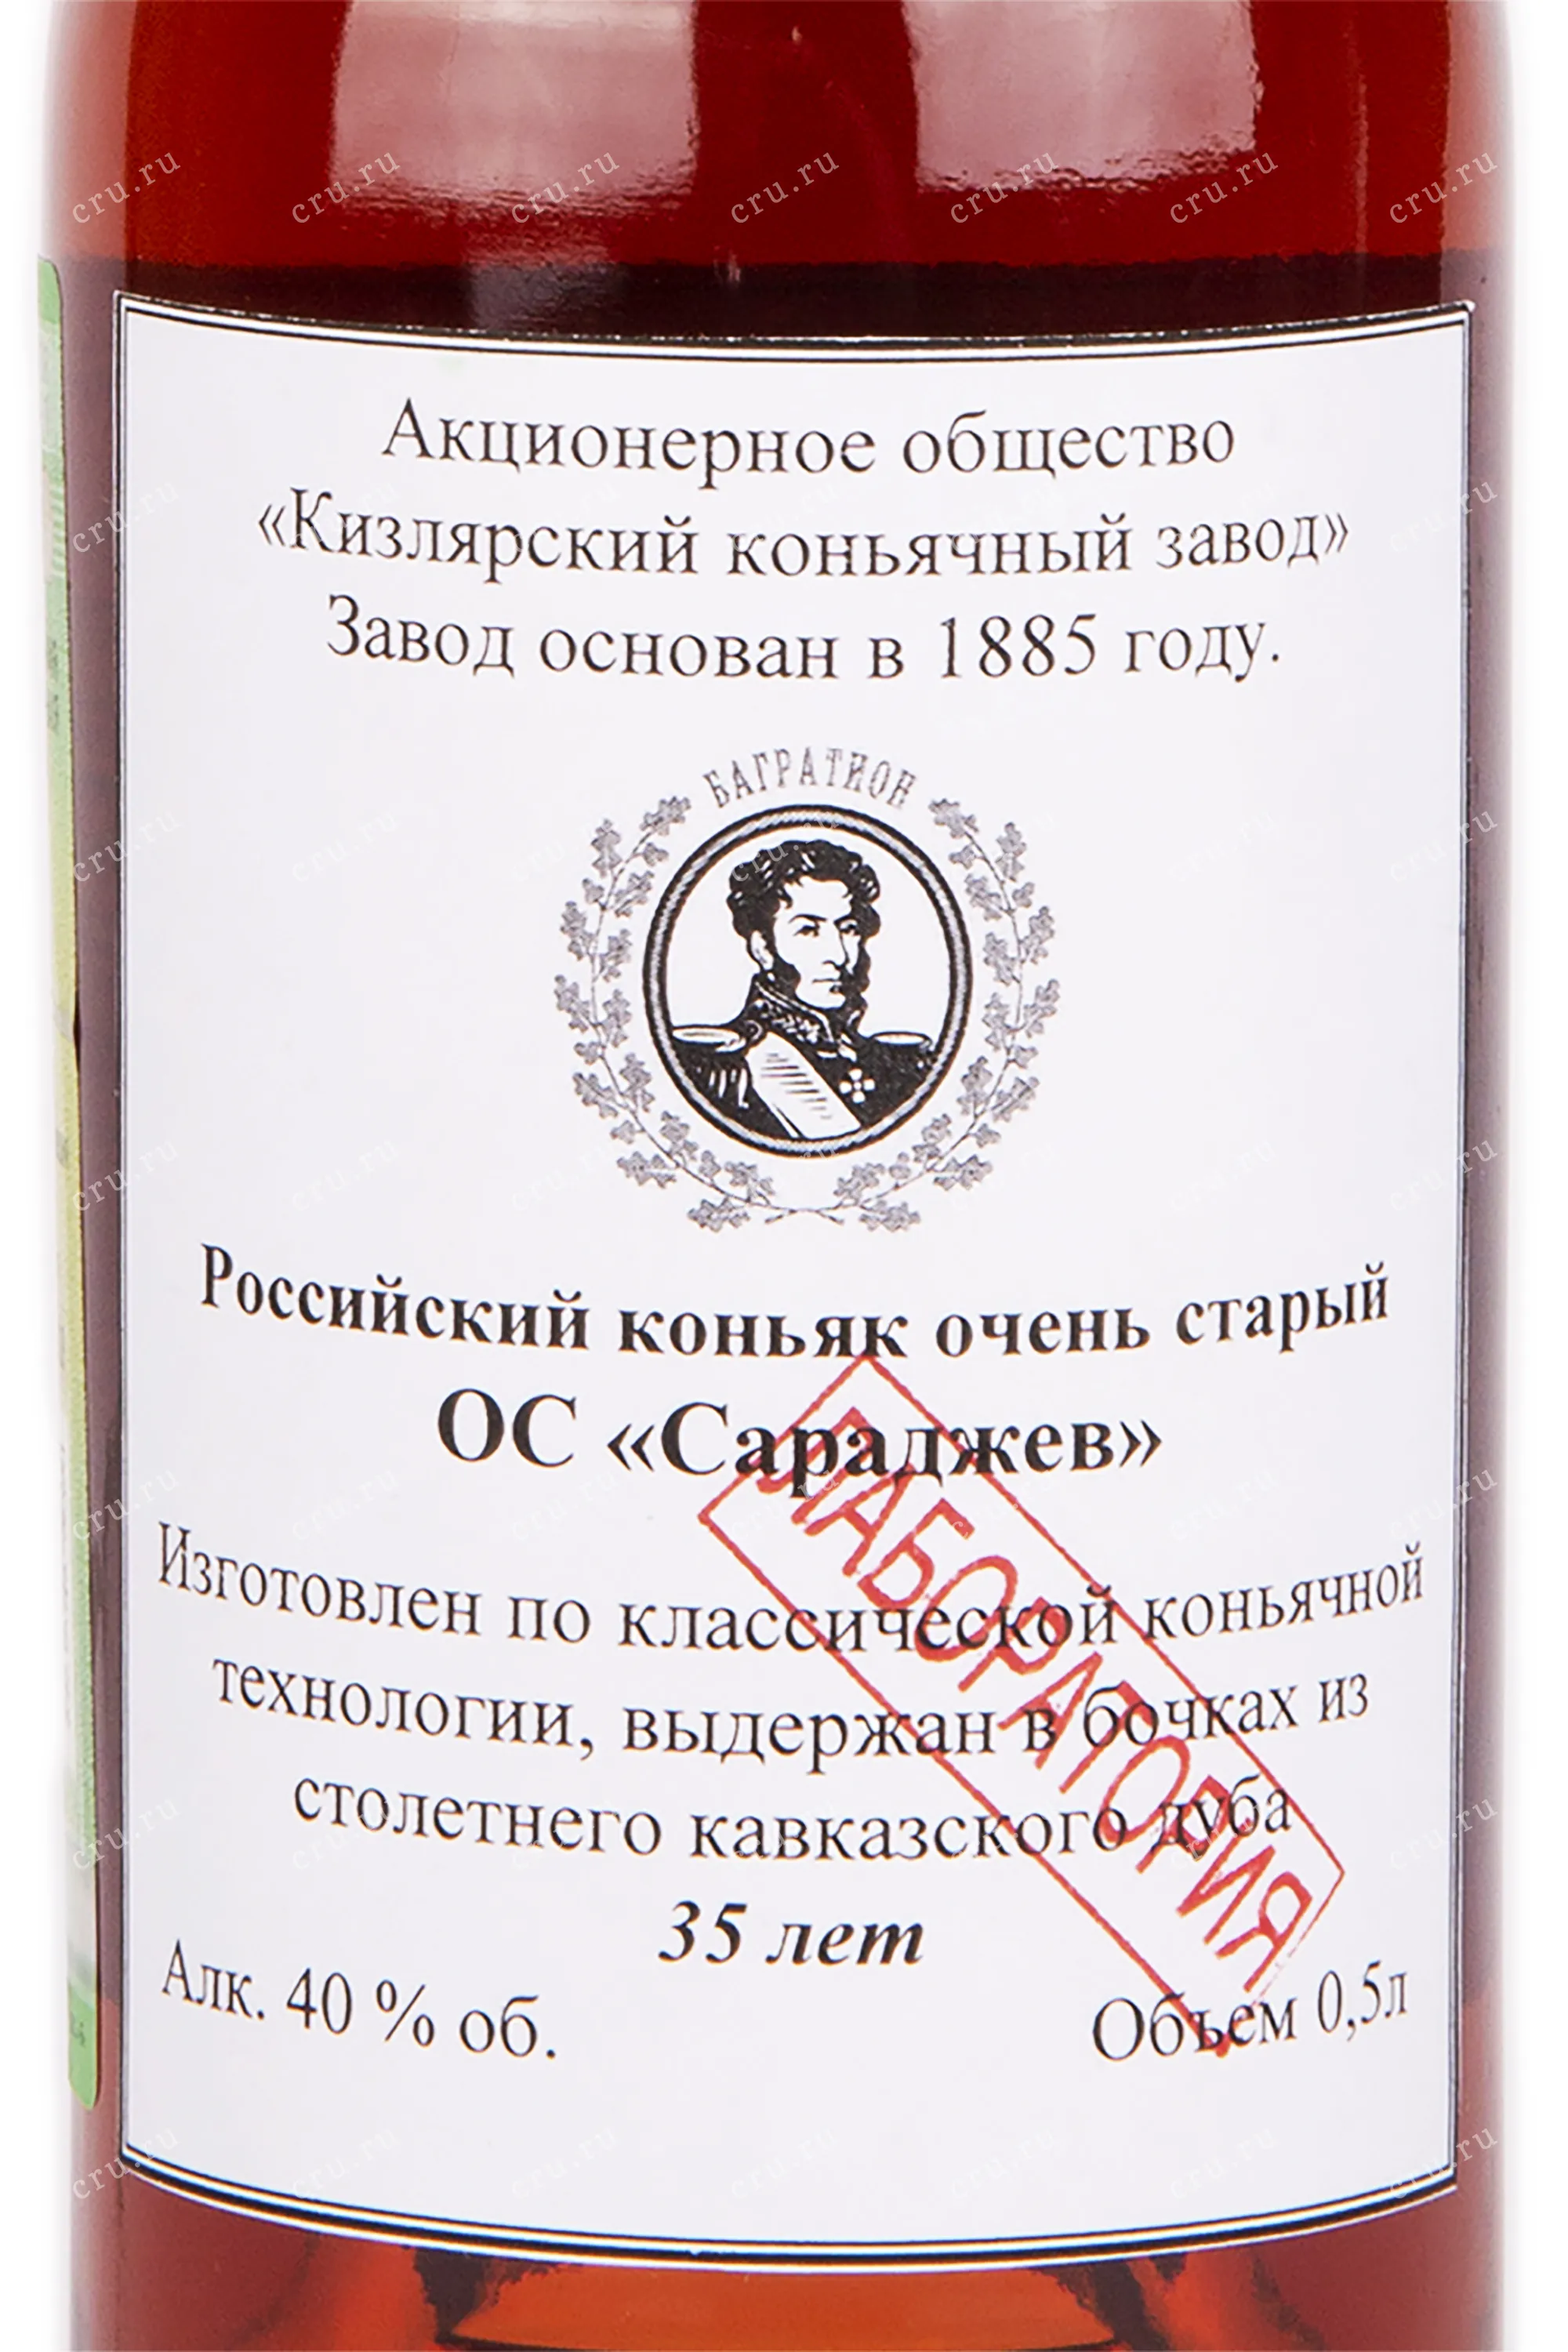 Акционерное общество
«Кизлярский коньячный завод»
Завод основан в 1885 году.
БАГРАТИОН
Российский коньяк очень старый
ОС «Сараджев»
ЛАБОРАТОРИЯ
Изготовлен по классической коньячной
технологии, выдержан в бочках из
столетнего кавказского дуба
35 лет
Алк. 40 % об.
Объем 0,5л
cru.ru